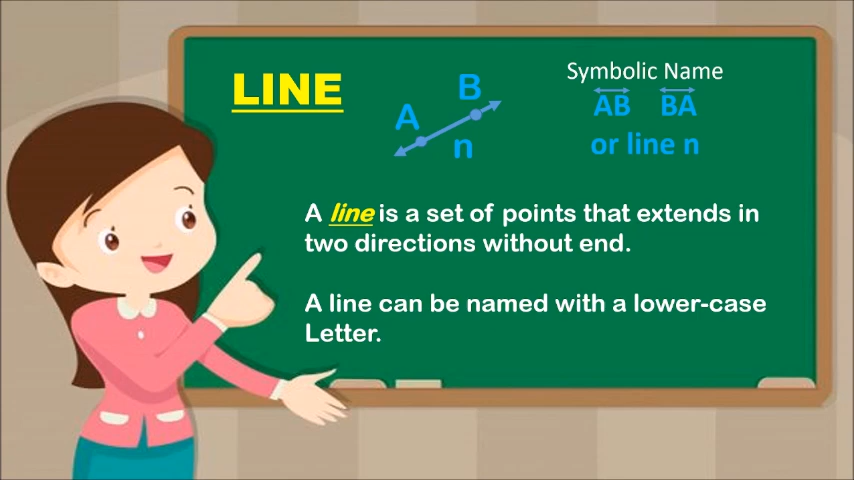 LINE
A B
n
Symbolic Name
AB BA
or line n
A line is a set of points that extends in
two directions without end.
A line can be named with a lower-case
Letter.